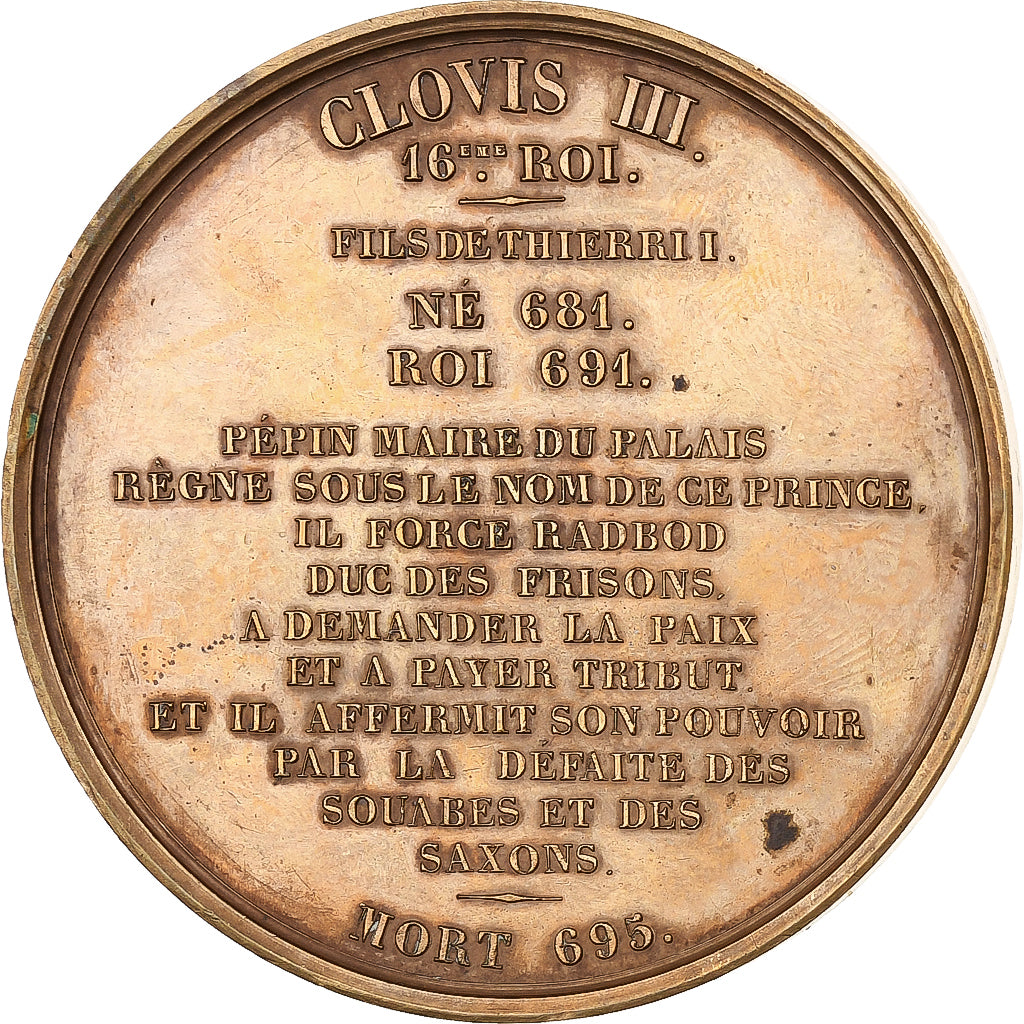 CLOVIS III.
16EME. ROI.
FILS DE THIERRI I.
NÉ 681.
ROI 691.
PÉPIN MAIRE DU PALAIS
RÈGNE SOUS LE NOM DE CE PRINCE,
IL FORCE RADBOD
DUC DES FRISONS,
A DEMANDER LA PAIX
ET A PAYER TRIBUT.
ET IL AFFERMIT SON POUVOIR
PAR LA DÉFAITE DES
SOUABES ET DES
SAXONS.
MORT 695.